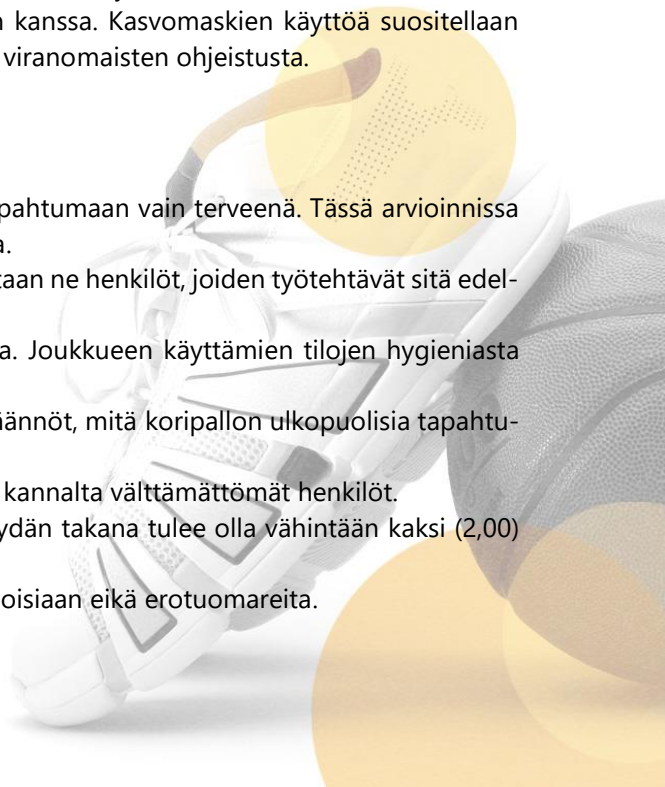 kanssa. Kasvomaskien käyttöä suositellaan
viranomaisten ohjeistusta.
pahtumaan vain terveenä. Tässä arvioinnissa
a.
taan ne henkilöt, joiden työtehtävät sitä edel-
a. Joukkueen käyttämien tilojen hygieniasta
äännöt, mitä koripallon ulkopuolisia tapahtu-
kannalta välttämättömät henkilöt.
ydän takana tulee olla vähintään kaksi (2,00)
oisiaan eikä erotuomareita.